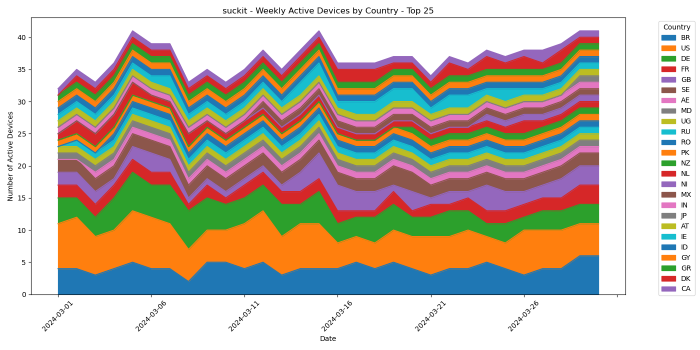 suckit - Weekly Active Devices by Country - Top 25
Number of Active Devices
40
35
30
25
20
15
10
5
0
2024-03-01
2024-03-06
2024-03-11
2024-03-16
2024-03-21
2024-03-26
Date
Country
BR
US
DE
FR
GB
SE
AE
MD
UG
RU
RO
PK
NZ
NL
NI
MX
IN
JP
AT
IE
ID
GY
GR
DK
CA